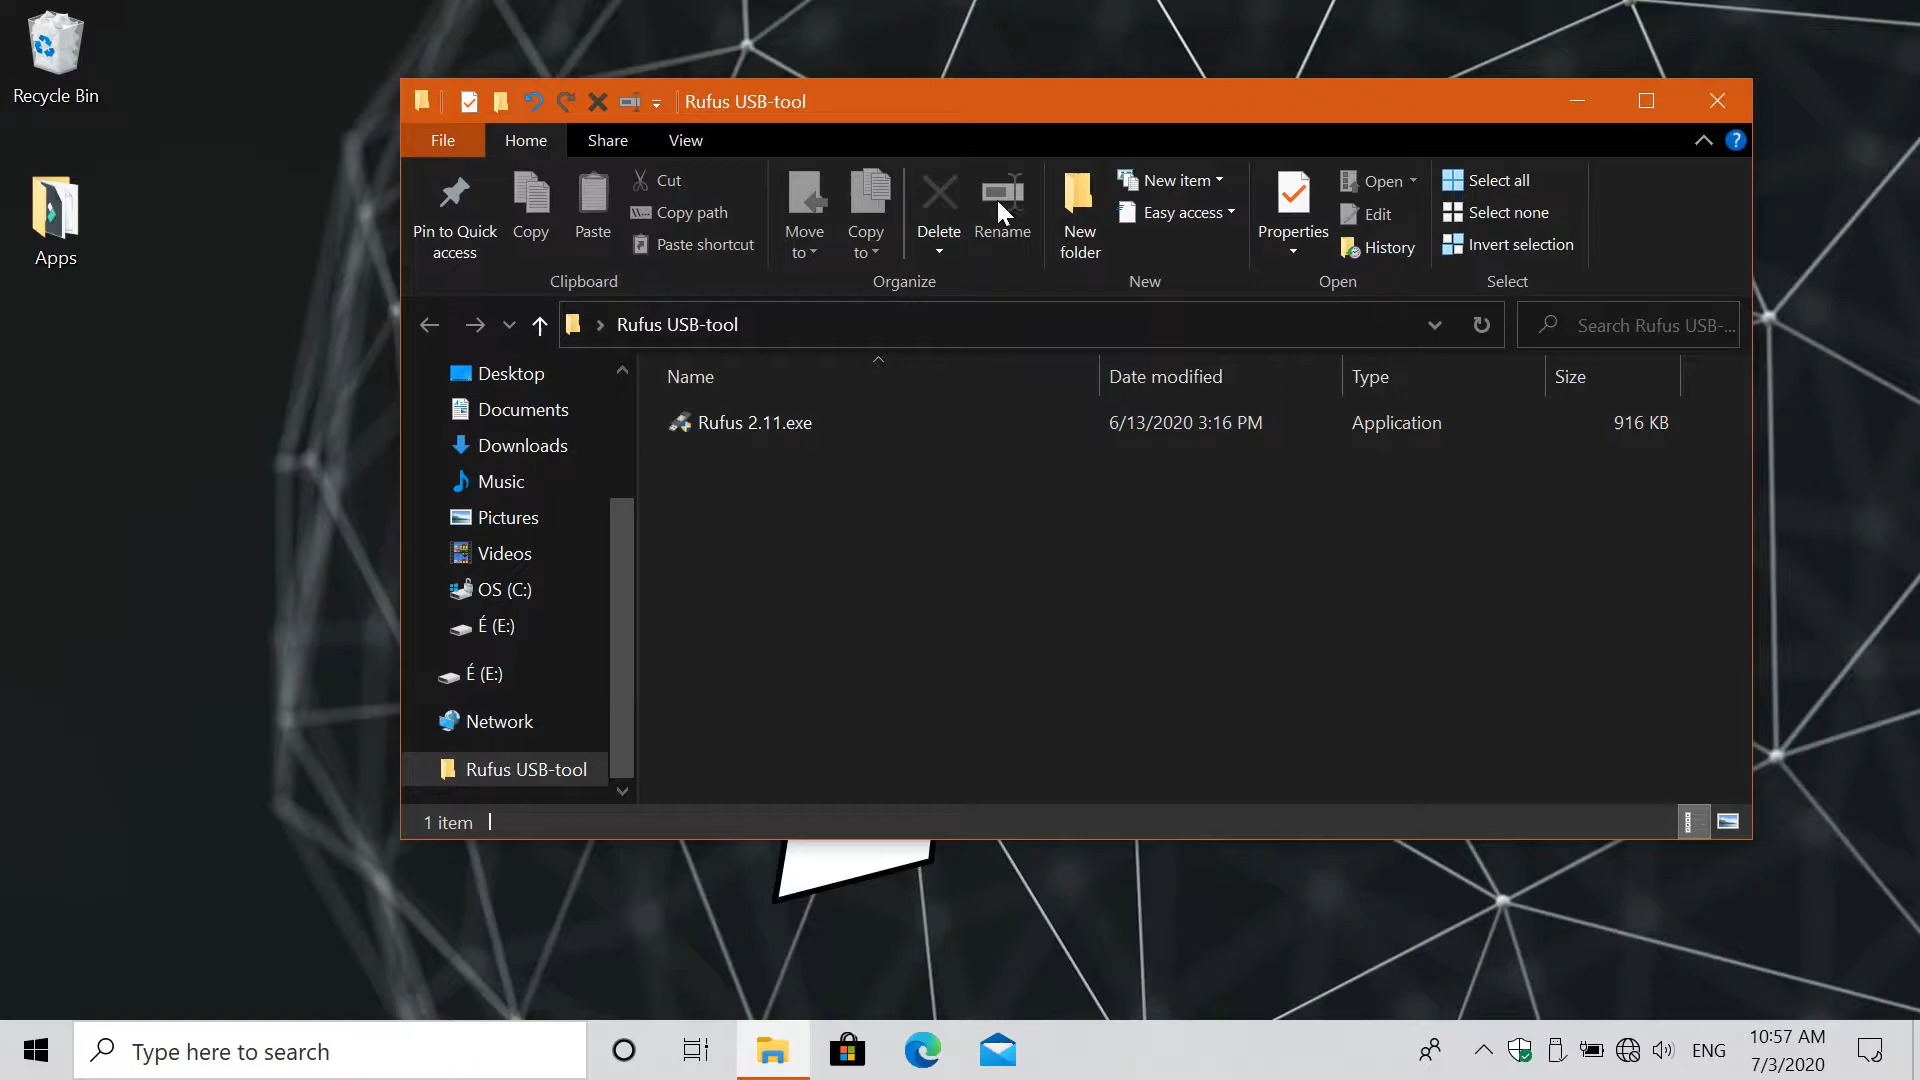 Recycle Bin
Apps
Rufus USB-tool
File
Home
Share
View
?
Pin to Quick
access
Copy
Paste
Cut
Copy path
Paste shortcut
Clipboard
Move
to
Copy
to
Delete
Rename
Organize
New
folder
New item
Easy access
New
Properties
Open
Edit
History
Open
Select all
Select none
Invert selection
Select
Rufus USB-tool
Search Rufus USB-...
Desktop
Documents
Downloads
Music
Pictures
Videos
OS (C:)
É (E:)
É (E:)
Network
Rufus USB-tool
Name
Date modified
Type
Size
Rufus 2.11.exe
6/13/2020 3:16 PM
Application
916 KB
1 item
Type here to search
ENG
10:57 AM
7/3/2020